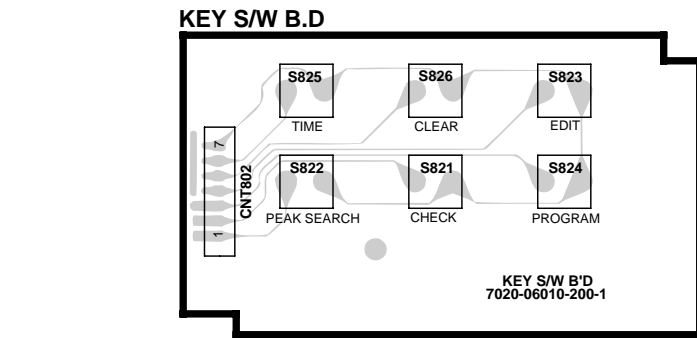 KEY S/W B.D
S825
S826
S823
TIME
CLEAR
EDIT
7
CNT802
1
S822
S821
S824
PEAK SEARCH
CHECK
PROGRAM
KEY S/W B'D
7020-06010-200-1